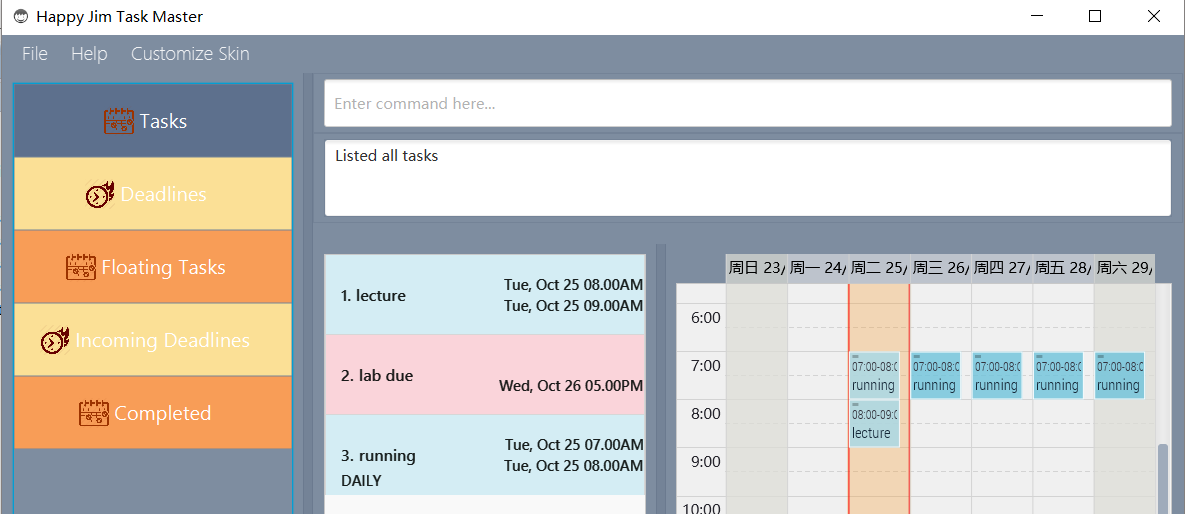 Happy Jim Task Master
File Help Customize Skin
Tasks
Deadlines
Floating Tasks
Incoming Deadlines
Completed
Enter command here...
Listed all tasks
1. lecture
Tue, Oct 25 08.00AM
Tue, Oct 25 09.00AM
2. lab due
Wed, Oct 26 05.00PM
3. running
DAILY
Tue, Oct 25 07.00AM
Tue, Oct 25 08.00AM
周日 23/ 周一 24/ 周二 25/ 周三 26/ 周四 27/ 周五 28/ 周六 29/
6:00
7:00
07:00-08:0 07:00-08:0 07:00-08:0 07:00-08:0 07:00-08:0
running running running running running
8:00
08:00-09:0
lecture
9:00
10:00